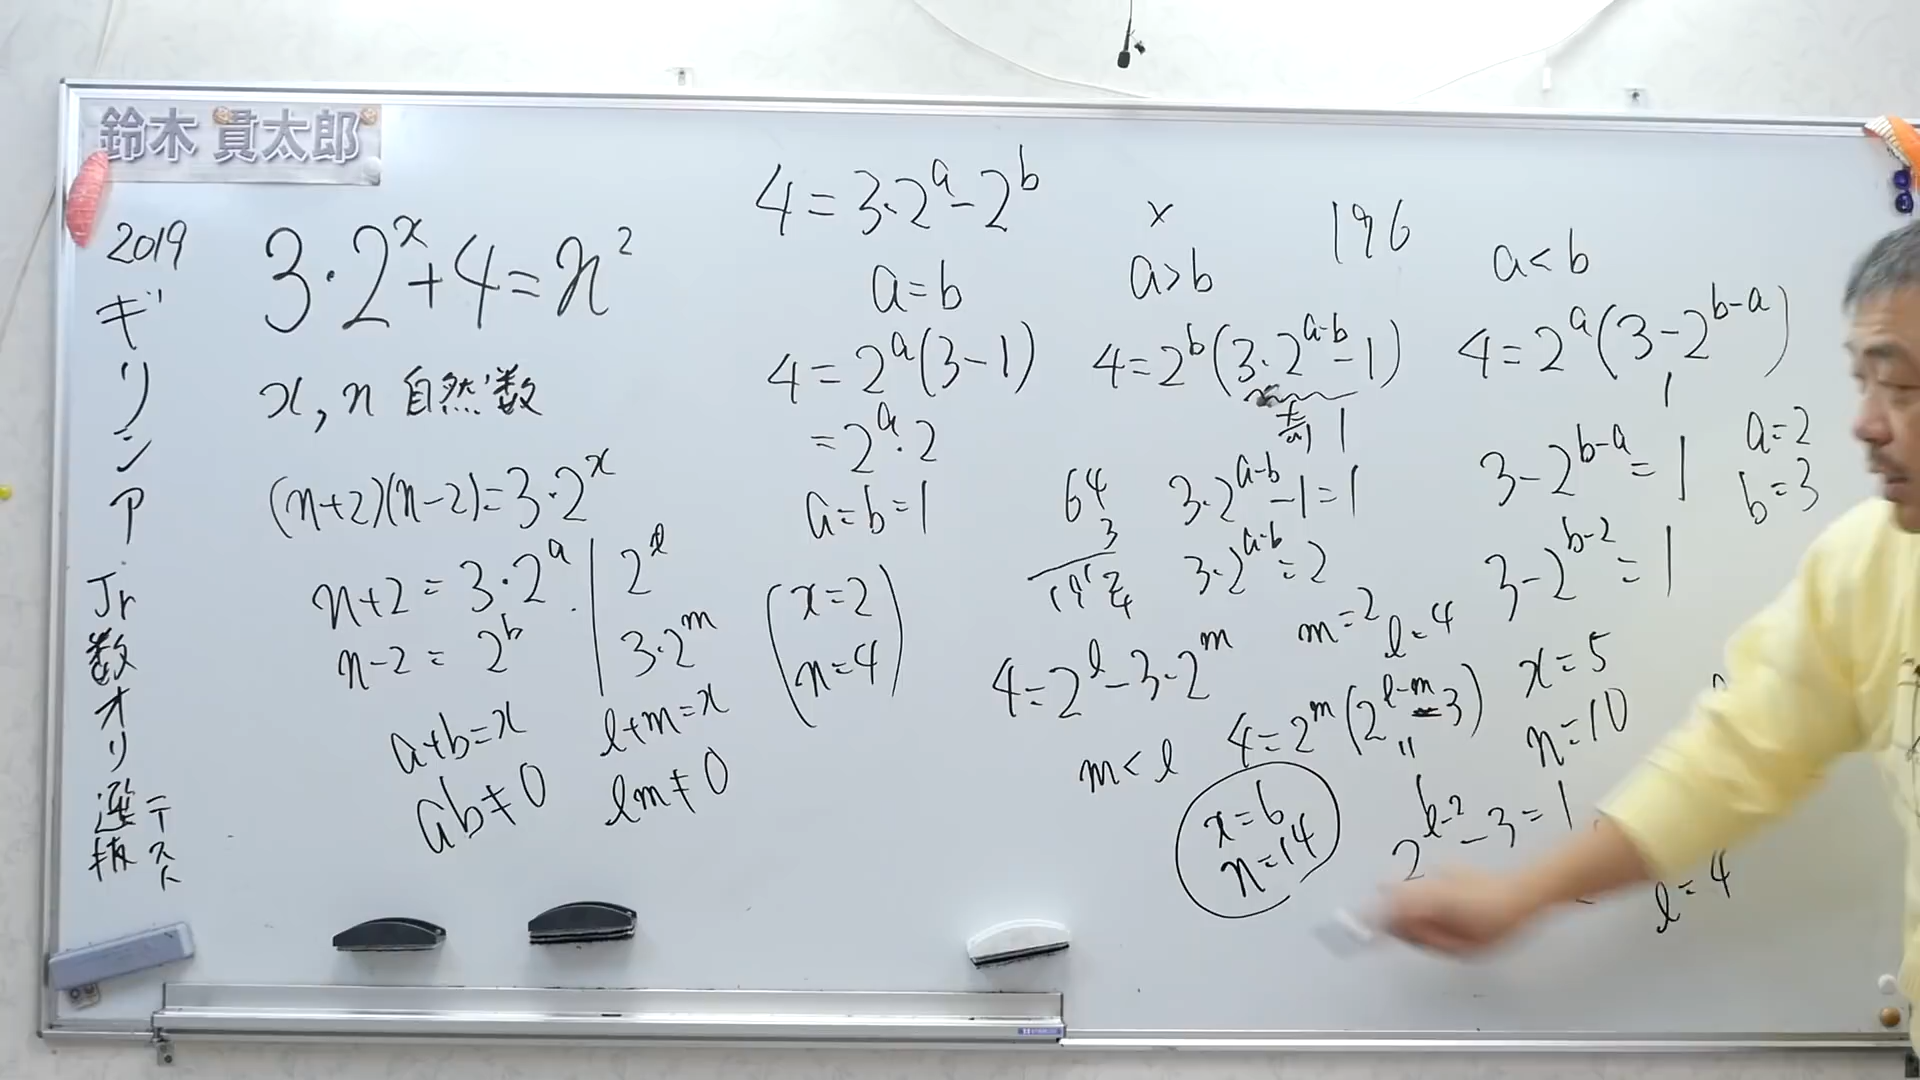 鈴木 貫太郎
2019
ギリシア
Jr
数オリ
選抜
テスト
3・2^x+4=n^2
x, n 自然数
(n+2)(n-2)=3・2^x
n+2=3・2^a | 2^l
n-2=2^b | 3・2^m
a+b=x
ab≠0
l+m=x
lm≠0
4=3・2^a-2^b
a=b
4=2^a(3-1)
=2^a・2
a=b=1
(x=2
n=4)
×
a>b
4=2^b(3・2^{a-b}-1)
奇 1
3・2^{a-b}-1=1
3・2^{a-b}=2
196
64
3
192
4
a<b
4=2^a(3-2^{b-a})
1
3-2^{b-a}=1
3-2^{b-2}=1
a=2
b=3
x=5
n=10
4=2^l-3・2^m
m<l
m=2
l=4
4=2^m(2^{l-m}-3)
2^{l-2}-3=1
l=4
x=6
n=14